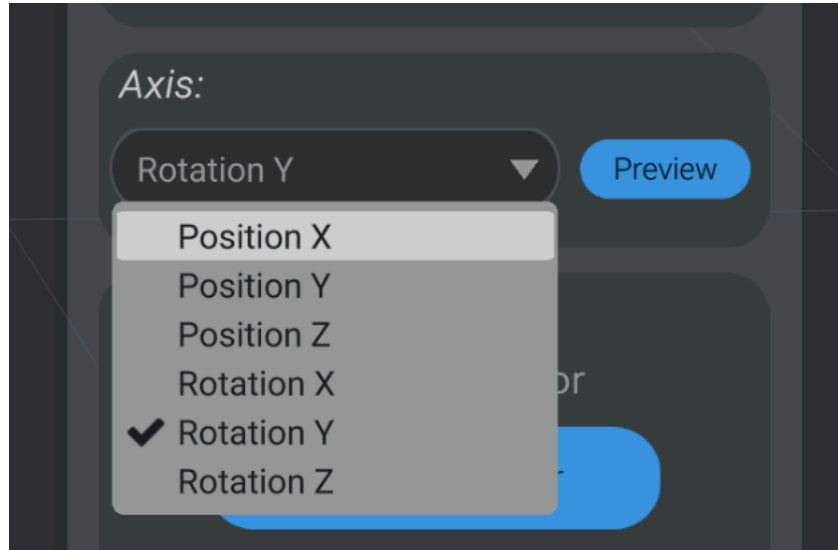 Axis:
Rotation Y
Preview
Position X
Position Y
Position Z
Rotation X
Rotation Y
Rotation Z